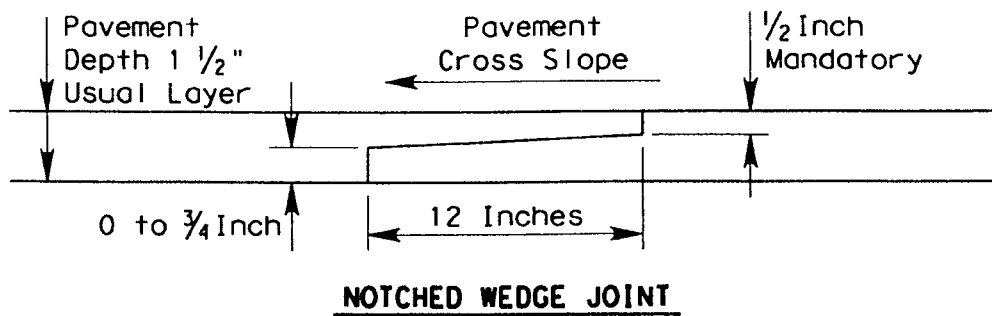 Pavement
Depth 1 ½"
Usual Layer
Pavement
Cross Slope
½ Inch
Mandatory
0 to ¾ Inch
12 Inches
NOTCHED WEDGE JOINT